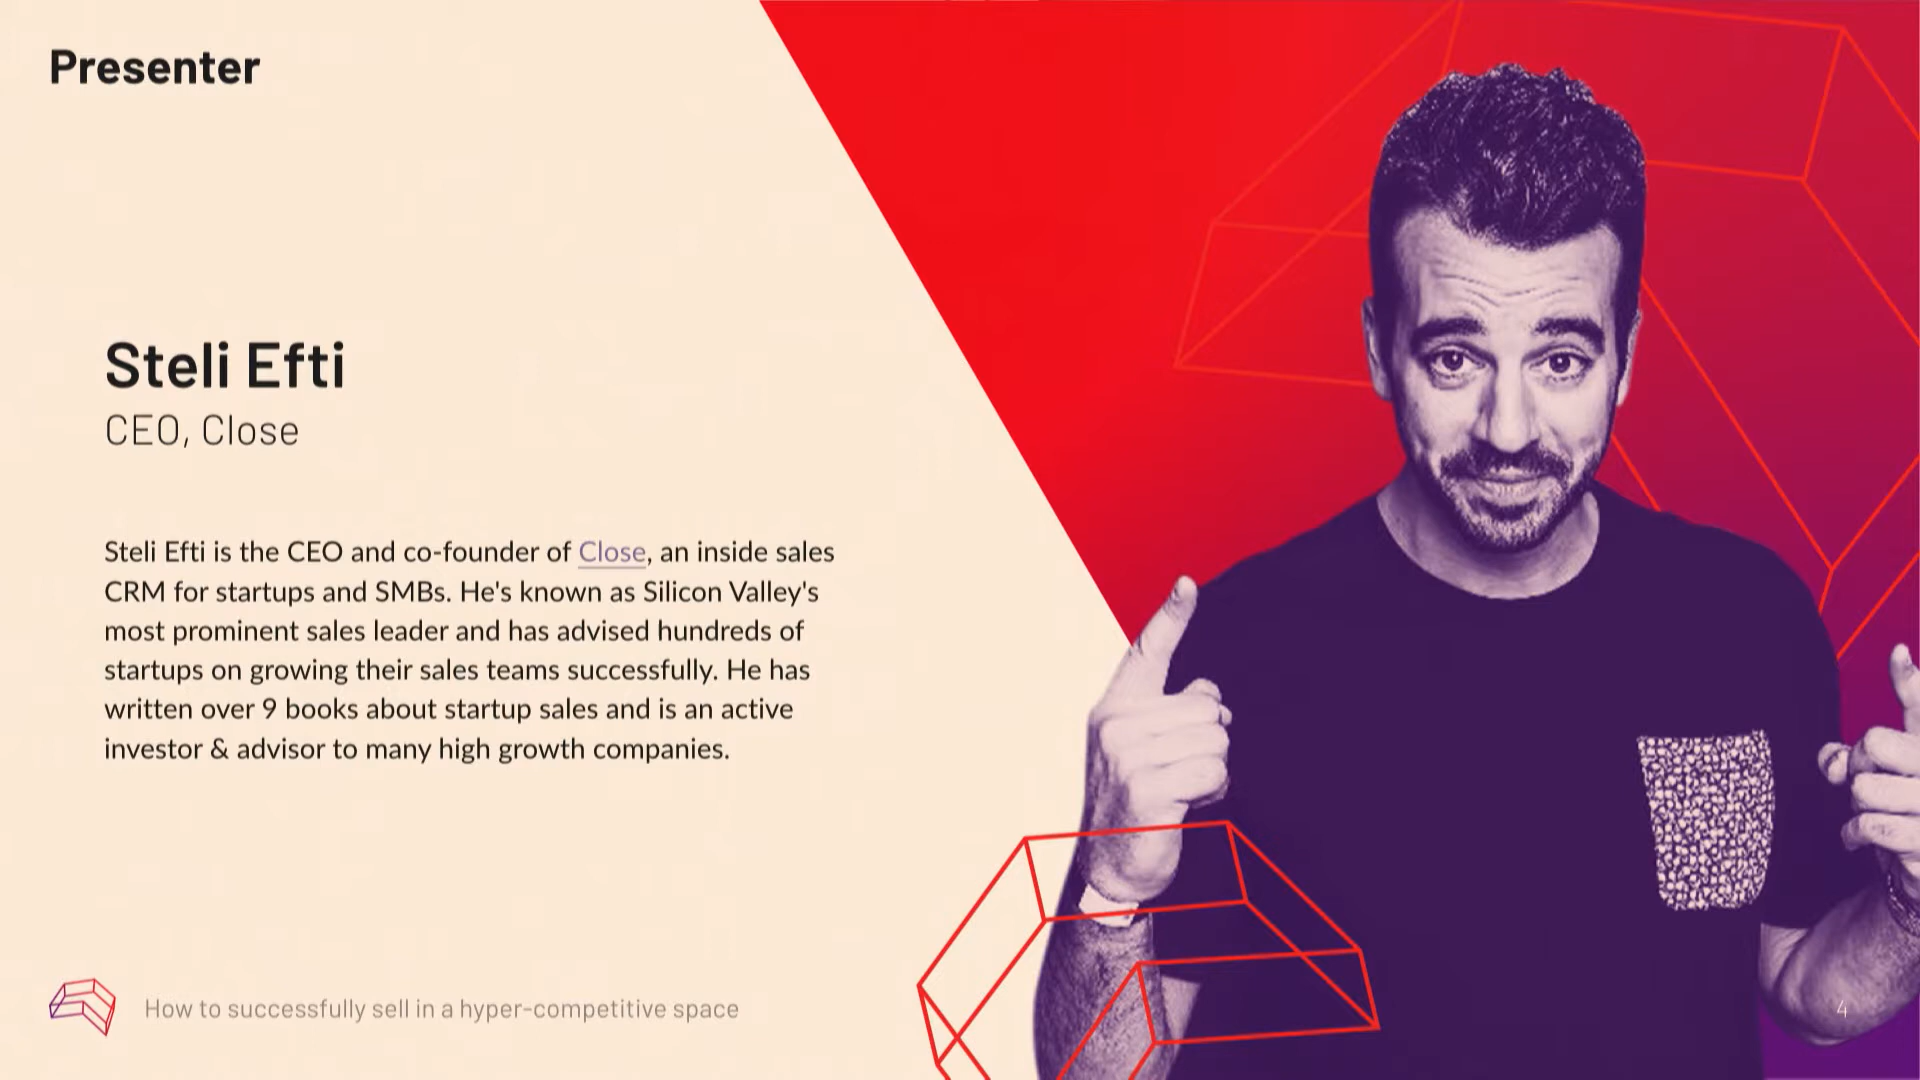 Presenter
Steli Efti
CEO, Close
Steli Efti is the CEO and co-founder of Close, an inside sales
CRM for startups and SMBs. He's known as Silicon Valley's
most prominent sales leader and has advised hundreds of
startups on growing their sales teams successfully. He has
written over 9 books about startup sales and is an active
investor & advisor to many high growth companies.
How to successfully sell in a hyper-competitive space
4